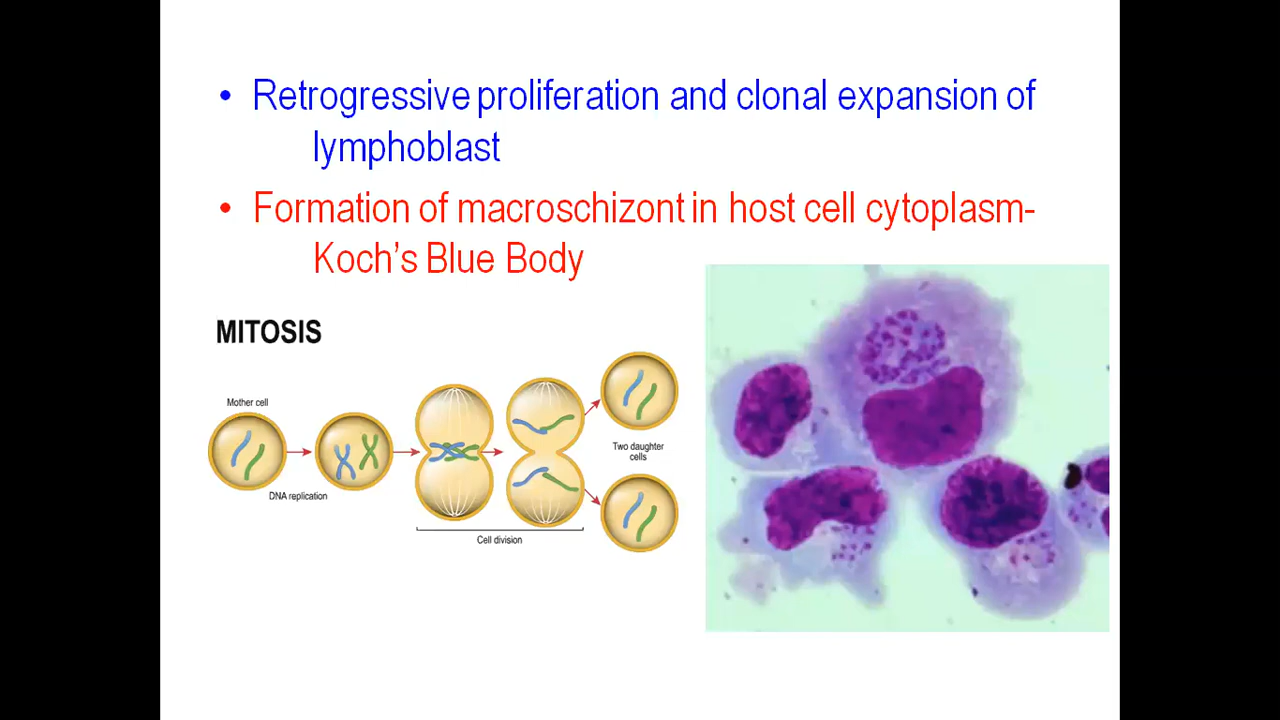 • Retrogressive proliferation and clonal expansion of
lymphoblast
• Formation of macroschizont in host cell cytoplasm-
Koch’s Blue Body
MITOSIS
Mother cell
DNA replication
Cell division
Two daughter
cells